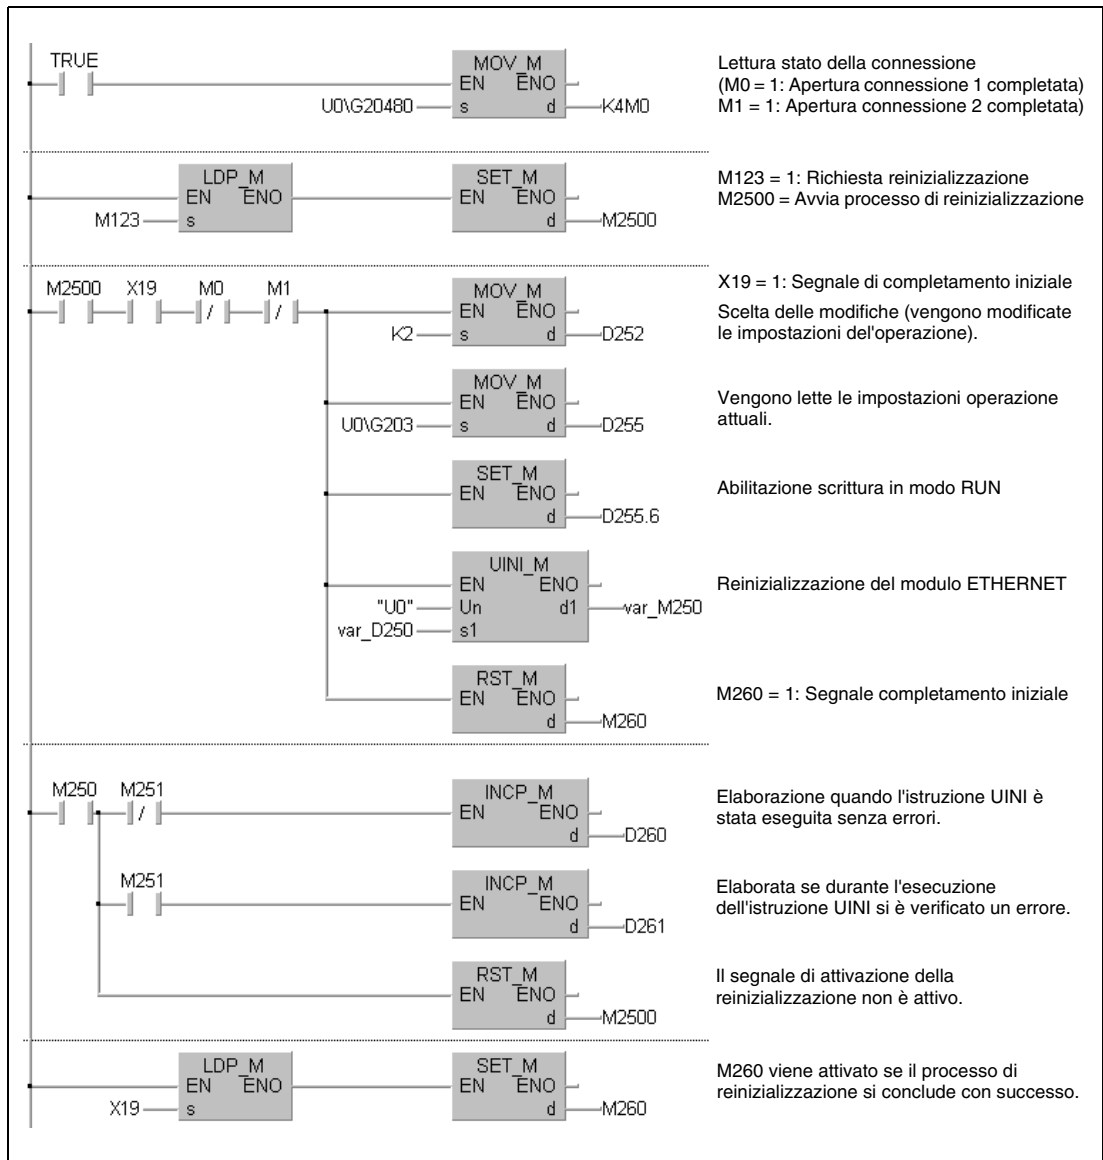 TRUE
MOV_M
EN ENO
U0\G20480 s d K4M0
Lettura stato della connessione
(M0 = 1: Apertura connessione 1 completata)
M1 = 1: Apertura connessione 2 completata)
LDP_M
EN ENO
M123 s
SET_M
EN ENO
d M2500
M123 = 1: Richiesta reinizializzazione
M2500 = Avvia processo di reinizializzazione
M2500 X19 M0 M1
MOV_M
EN ENO
K2 s d D252
X19 = 1: Segnale di completamento iniziale
Scelta delle modifiche (vengono modificate
le impostazioni del'operazione).
MOV_M
EN ENO
U0\G203 s d D255
Vengono lette le impostazioni operazione
attuali.
SET_M
EN ENO
d D255.6
Abilitazione scrittura in modo RUN
UINI_M
EN ENO
"U0" Un d1 var_M250
var_D250 s1
Reinizializzazione del modulo ETHERNET
RST_M
EN ENO
d M260
M260 = 1: Segnale completamento iniziale
M250 M251
INCP_M
EN ENO
d D260
Elaborazione quando l'istruzione UINI è
stata eseguita senza errori.
M251
INCP_M
EN ENO
d D261
Elaborata se durante l'esecuzione
dell'istruzione UINI si è verificato un errore.
RST_M
EN ENO
d M2500
Il segnale di attivazione della
reinizializzazione non è attivo.
LDP_M
EN ENO
X19 s
SET_M
EN ENO
d M260
M260 viene attivato se il processo di
reinizializzazione si conclude con successo.